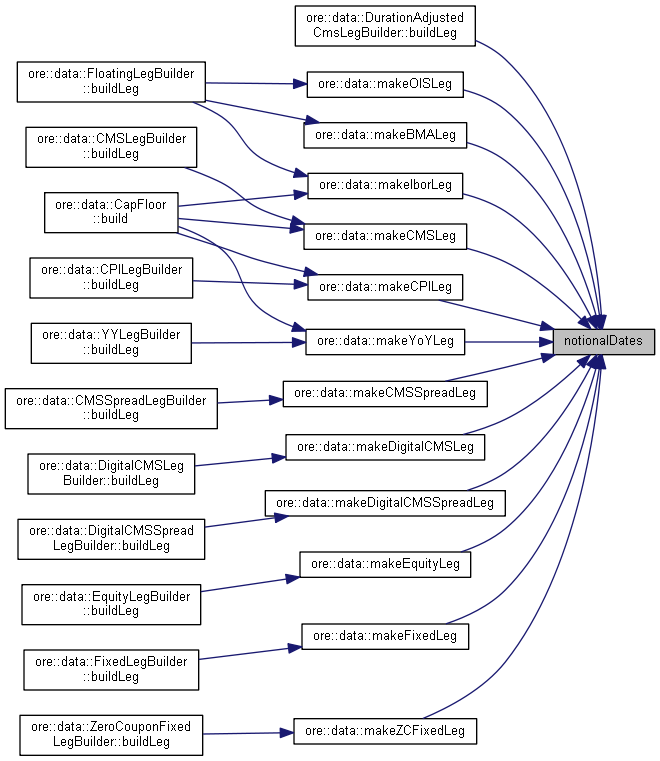 ore::data::DurationAdjusted
CmsLegBuilder::buildLeg
ore::data::FloatingLegBuilder
::buildLeg
ore::data::makeOISLeg
ore::data::makeBMALeg
ore::data::CMSLegBuilder
::buildLeg
ore::data::makeIborLeg
ore::data::CapFloor
::build
ore::data::makeCMSLeg
ore::data::CPILegBuilder
::buildLeg
ore::data::makeCPILeg
ore::data::YYLegBuilder
::buildLeg
ore::data::makeYoYLeg
notionalDates
ore::data::CMSSpreadLegBuilder
::buildLeg
ore::data::makeCMSSpreadLeg
ore::data::DigitalCMSLeg
Builder::buildLeg
ore::data::makeDigitalCMSLeg
ore::data::DigitalCMSSpread
LegBuilder::buildLeg
ore::data::makeDigitalCMSSpreadLeg
ore::data::EquityLegBuilder
::buildLeg
ore::data::makeEquityLeg
ore::data::FixedLegBuilder
::buildLeg
ore::data::makeFixedLeg
ore::data::ZeroCouponFixed
LegBuilder::buildLeg
ore::data::makeZCFixedLeg